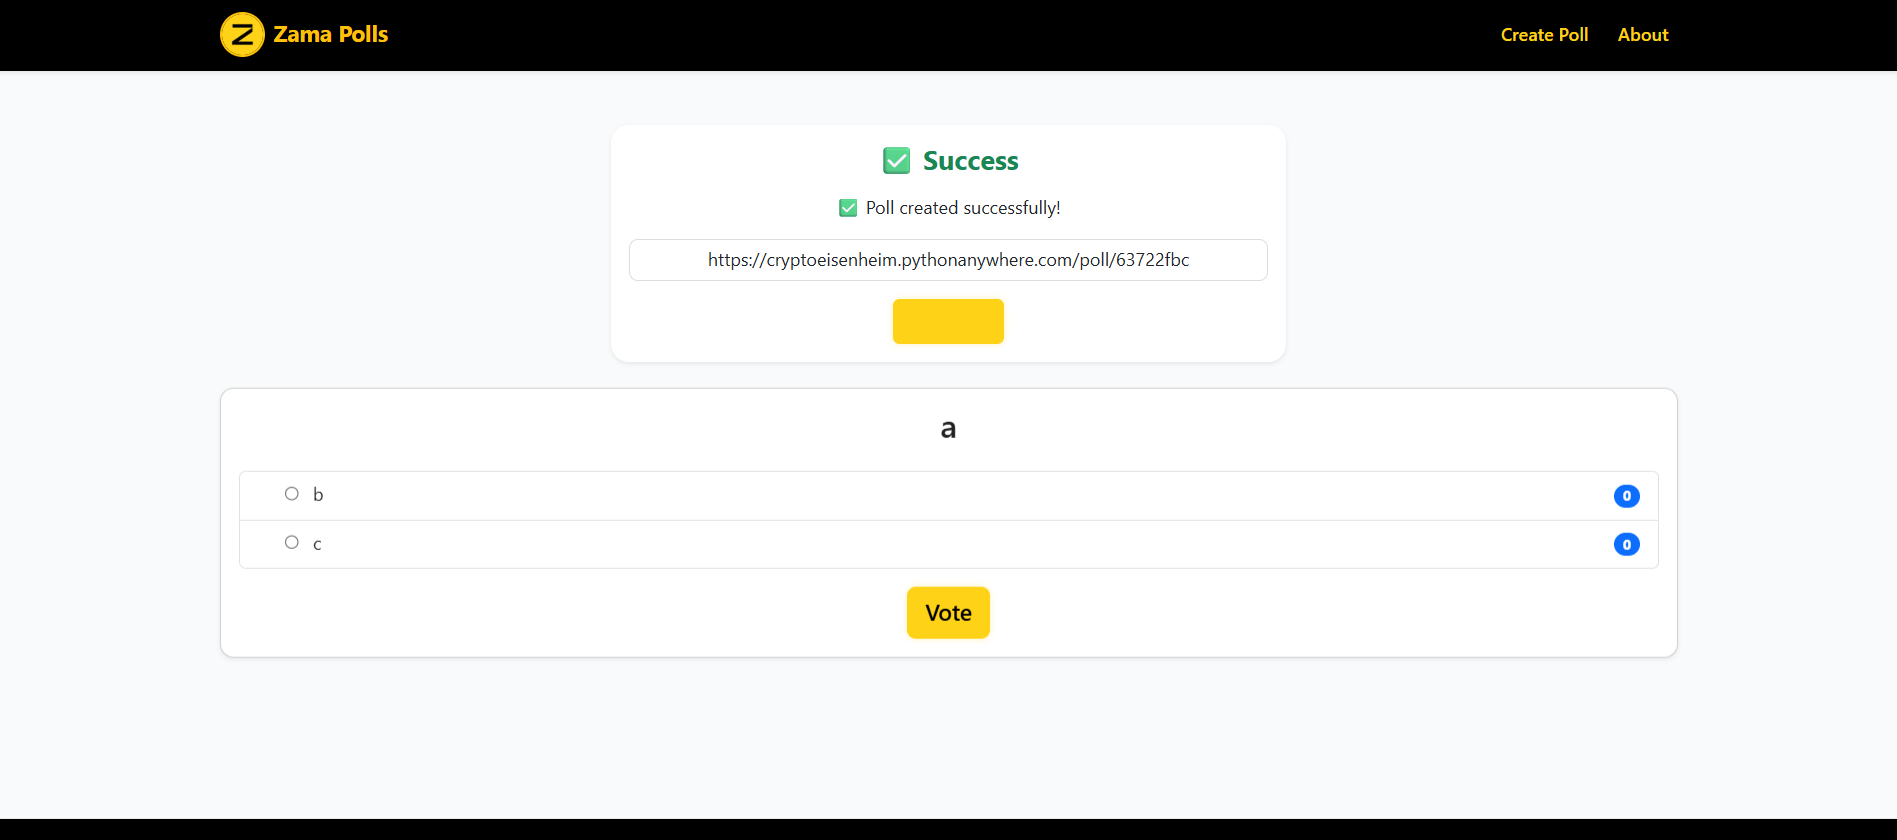 Zama Polls
Create Poll
About
✅ Success
✅ Poll created successfully!
https://cryptoeisenheim.pythonanywhere.com/poll/63722fbc
a
b
0
c
0
Vote